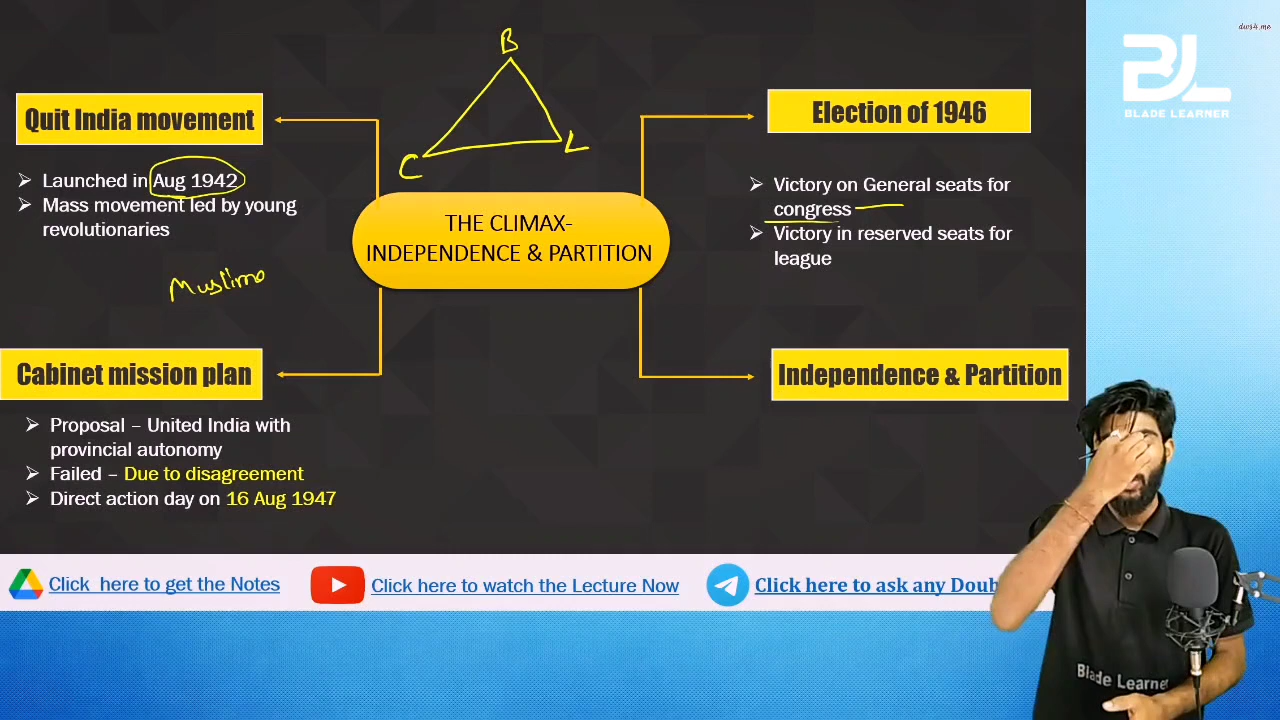 dws4.me
BL
BLADE LEARNER
B
C
L
Quit India movement
Launched in Aug 1942
Mass movement led by young
revolutionaries
Muslims
THE CLIMAX-
INDEPENDENCE & PARTITION
Election of 1946
Victory on General seats for
congress
Victory in reserved seats for
league
Cabinet mission plan
Proposal – United India with
provincial autonomy
Failed – Due to disagreement
Direct action day on 16 Aug 1947
Independence & Partition
Click here to get the Notes
Click here to watch the Lecture Now
Click here to ask any Doub
Blade Learner